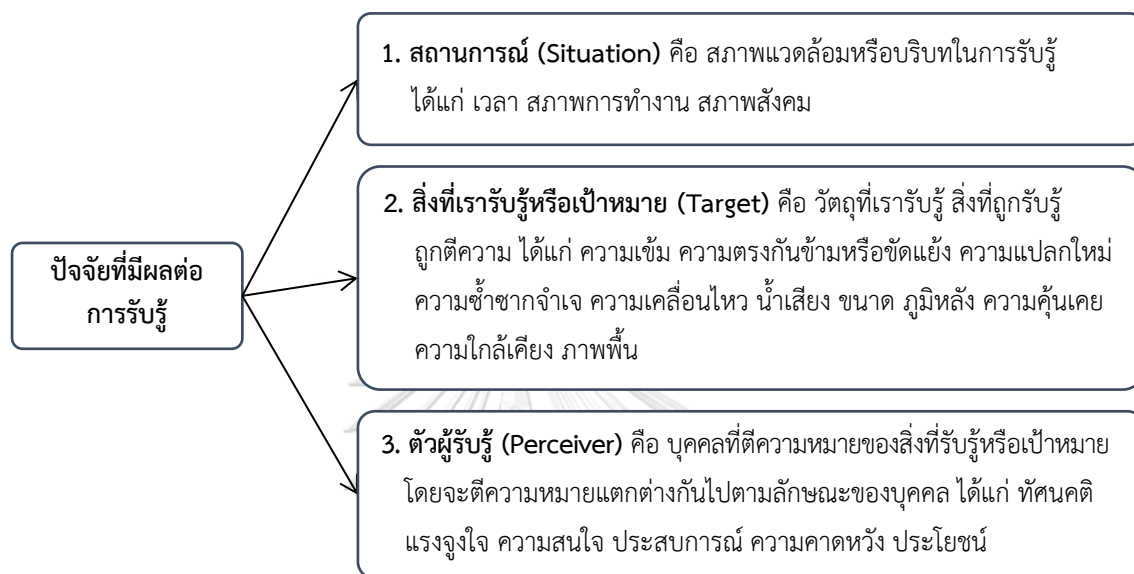 1. สถานการณ์ (Situation) คือ สภาพแวดล้อมหรือบริบทในการรับรู้
ได้แก่ เวลา สภาพการทำงาน สภาพสังคม
2. สิ่งที่เรารับรู้หรือเป้าหมาย (Target) คือ วัตถุที่เรารับรู้ สิ่งที่ถูกรับรู้
ถูกตีความ ได้แก่ ความเข้ม ความตรงกันข้ามหรือขัดแย้ง ความแปลกใหม่
ความซ้ำซากจำเจ ความเคลื่อนไหว น้ำเสียง ขนาด ภูมิหลัง ความคุ้นเคย
ความใกล้เคียง ภาพพื้น
ปัจจัยที่มีผลต่อ
การรับรู้
3. ตัวผู้รับรู้ (Perceiver) คือ บุคคลที่ตีความหมายของสิ่งที่รับรู้หรือเป้าหมาย
โดยจะตีความหมายแตกต่างกันไปตามลักษณะของบุคคล ได้แก่ ทัศนคติ
แรงจูงใจ ความสนใจ ประสบการณ์ ความคาดหวัง ประโยชน์